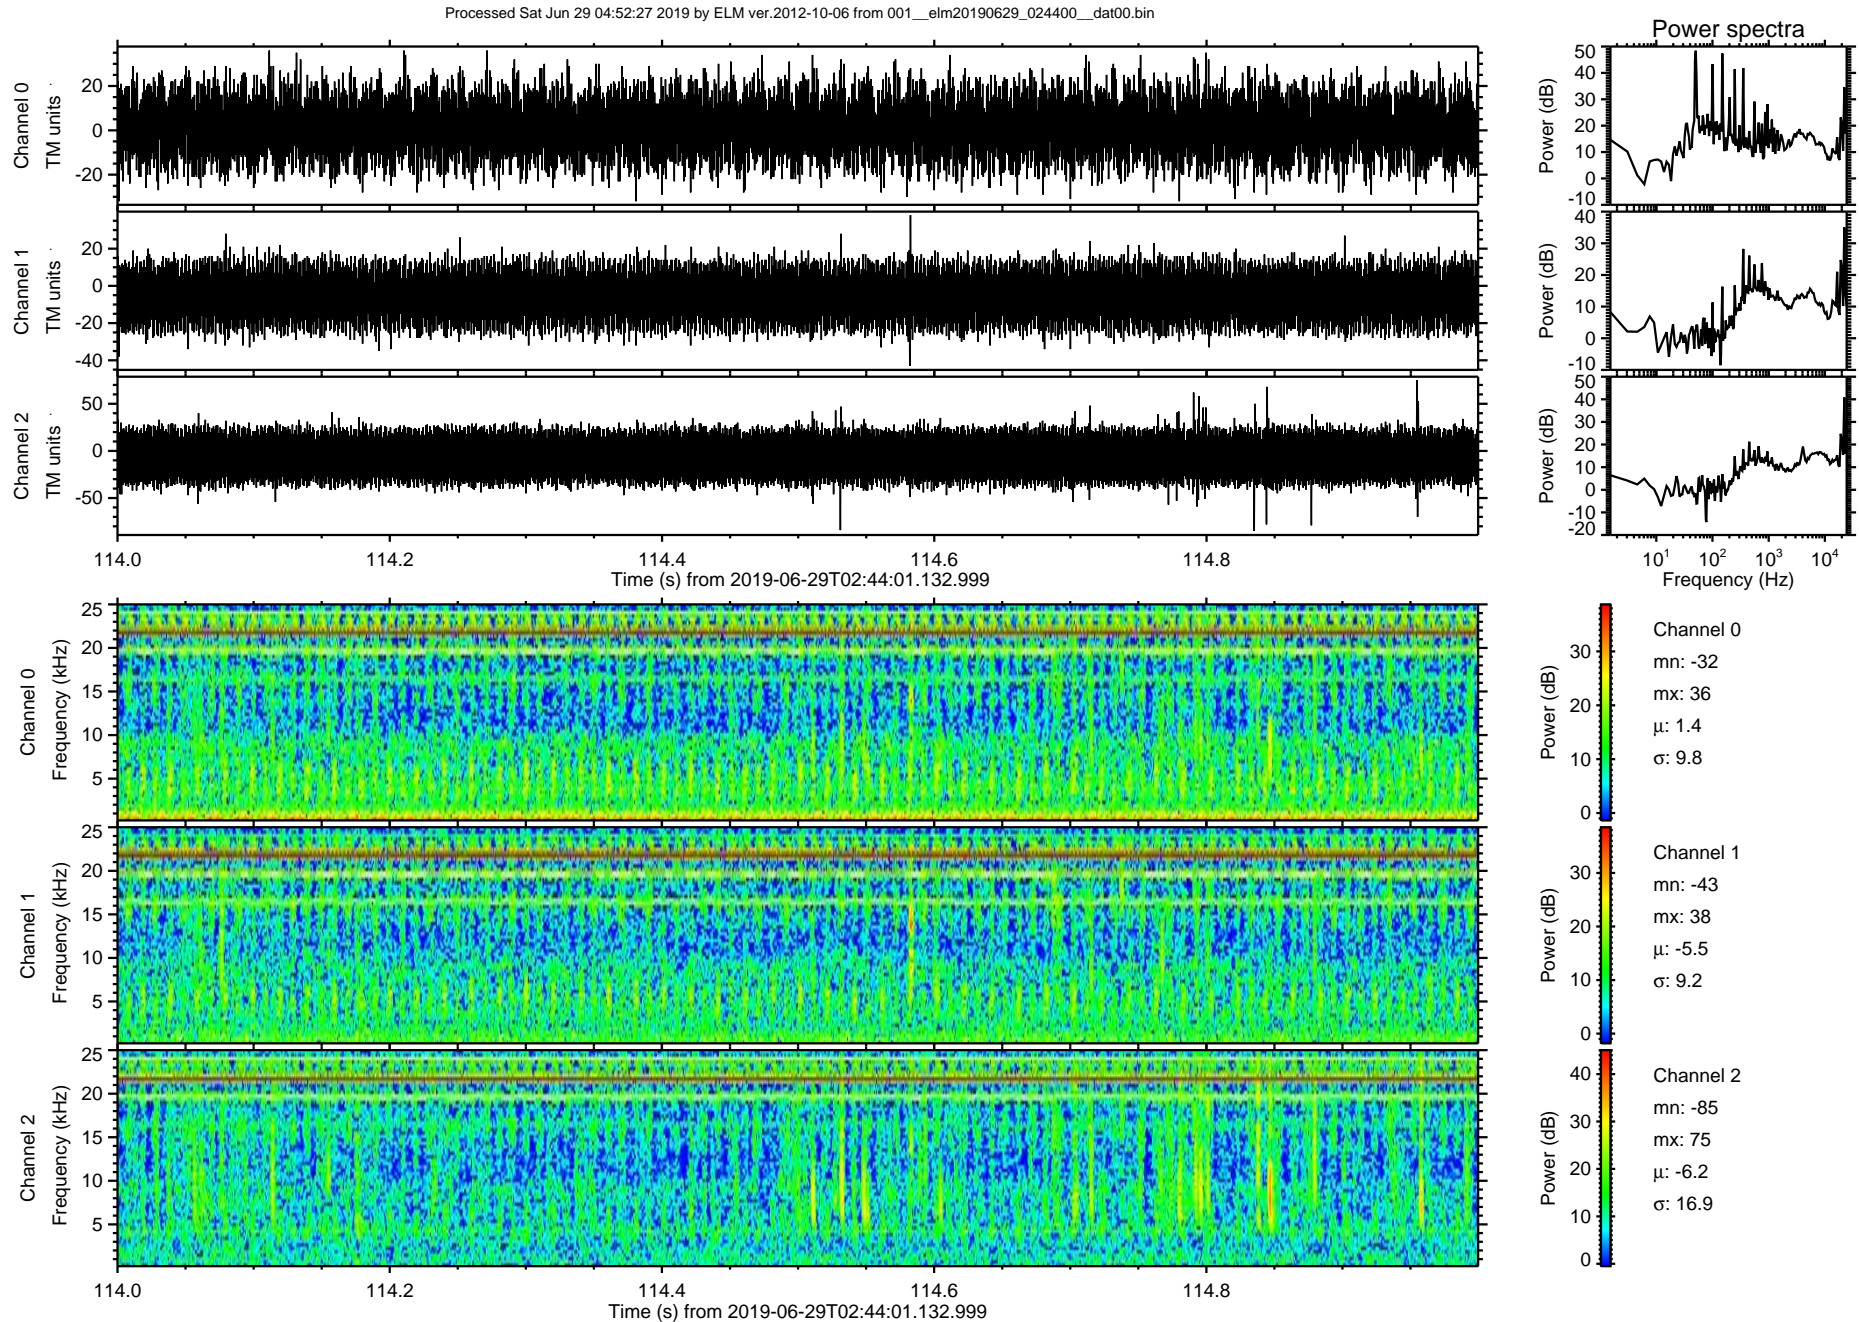 Processed Sat Jun 29 04:52:27 2019 by ELM ver.2012-10-06 from 001__elm20190629_024400__dat00.bin
Power spectra
Channel 0
TM units
20
0
-20
Power (dB)
50
40
30
20
10
0
-10
Channel 1
TM units
20
0
-20
-40
Power (dB)
40
30
20
10
0
-10
Channel 2
TM units
50
0
-50
Power (dB)
50
40
30
20
10
0
-10
-20
114.0 114.2 114.4 114.6 114.8
Time (s) from 2019-06-29T02:44:01.132.999
10^1 10^2 10^3 10^4
Frequency (Hz)
Channel 0
Frequency (kHz)
25
20
15
10
5
Power (dB)
30
20
10
0
Channel 0
mn: -32
mx: 36
μ: 1.4
σ: 9.8
Channel 1
Frequency (kHz)
25
20
15
10
5
Power (dB)
30
20
10
0
Channel 1
mn: -43
mx: 38
μ: -5.5
σ: 9.2
Channel 2
Frequency (kHz)
25
20
15
10
5
Power (dB)
40
30
20
10
0
Channel 2
mn: -85
mx: 75
μ: -6.2
σ: 16.9
114.0 114.2 114.4 114.6 114.8
Time (s) from 2019-06-29T02:44:01.132.999